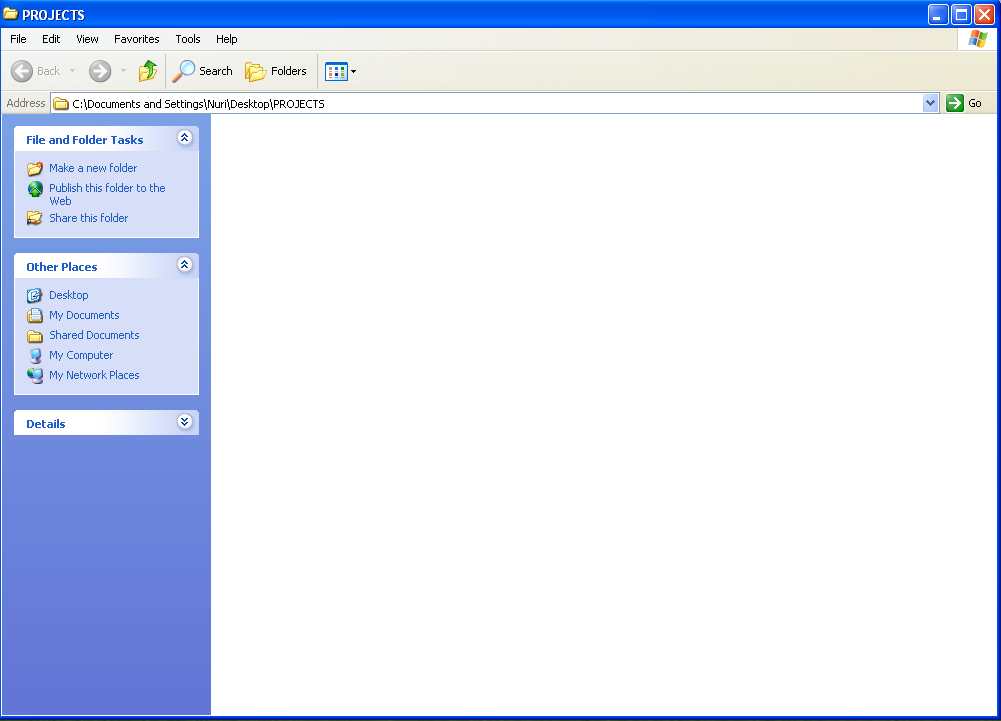 PROJECTS
File Edit View Favorites Tools Help
Back Search Folders
Address C:\Documents and Settings\Nuri\Desktop\PROJECTS Go
File and Folder Tasks
Make a new folder
Publish this folder to the
Web
Share this folder
Other Places
Desktop
My Documents
Shared Documents
My Computer
My Network Places
Details